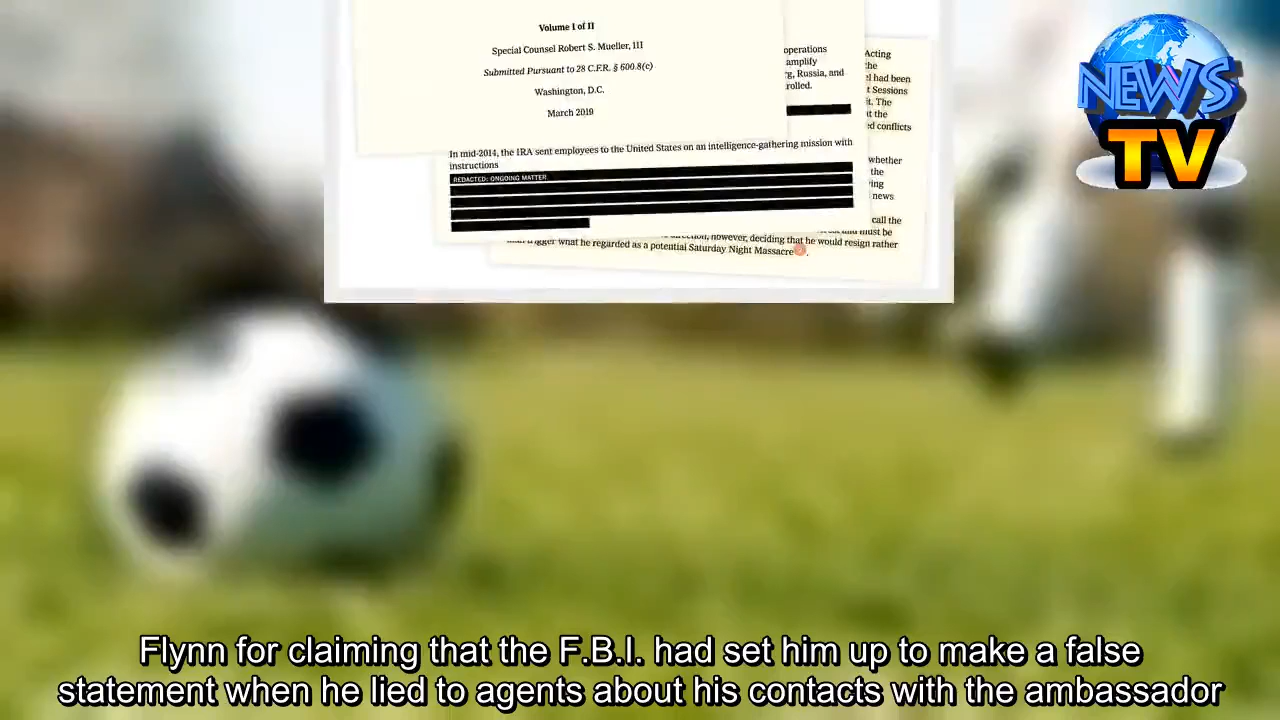 Volume I of II
Special Counsel Robert S. Mueller, III
Submitted Pursuant to 28 C.F.R. § 600.8(c)
Washington, D.C.
March 2019
operations
amplify
Russia, and
Acting
the
had been
Sessions
The
the
conflicts
In mid-2014, the IRA sent employees to the United States on an intelligence-gathering mission with
instructions
REDACTED: ONGOING MATTER
whether
the
news
call the
must be
however, deciding that he would resign rather
what he regarded as a potential Saturday Night Massacre
NEWS
TV
Flynn for claiming that the F.B.I. had set him up to make a false
statement when he lied to agents about his contacts with the ambassador